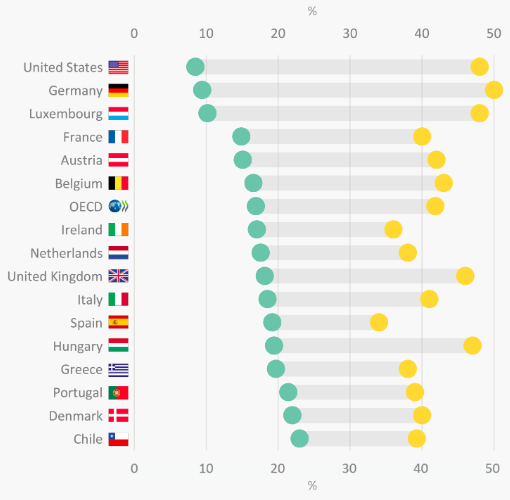 %
0 10 20 30 40 50
United States
Germany
Luxembourg
France
Austria
Belgium
OECD
Ireland
Netherlands
United Kingdom
Italy
Spain
Hungary
Greece
Portugal
Denmark
Chile
0 10 20 30 40 50
%